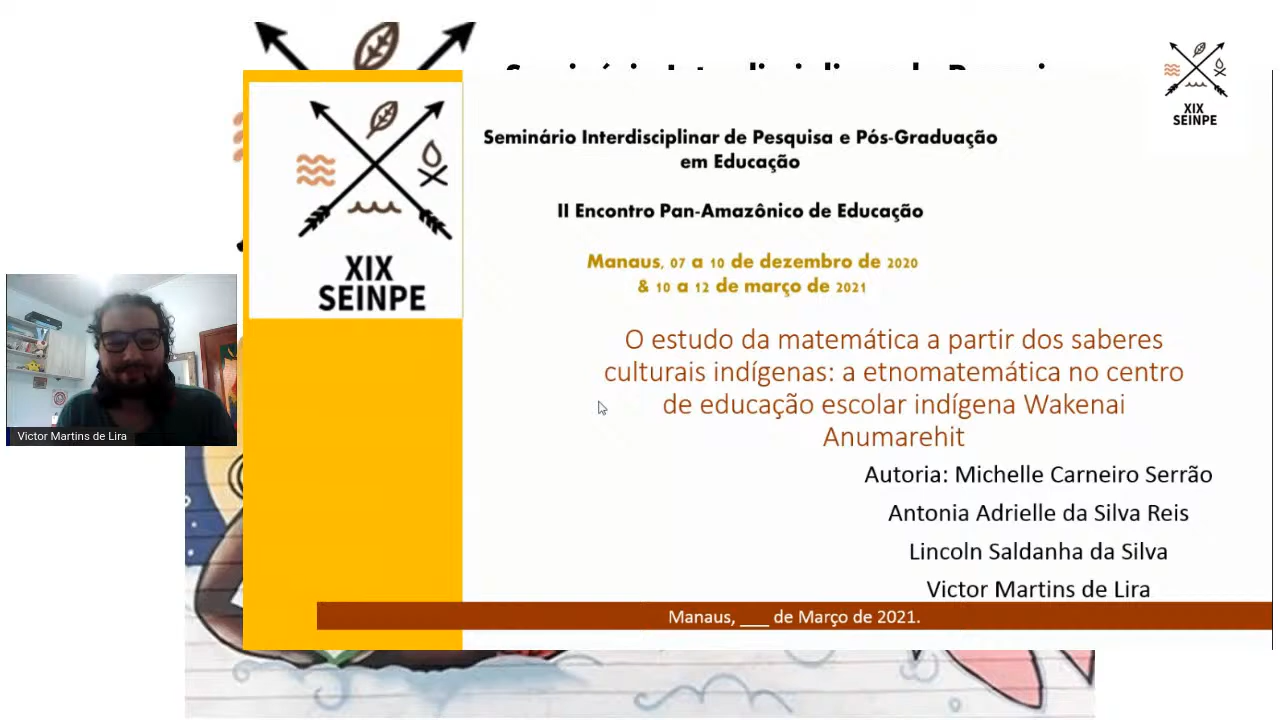 XIX
SEINPE
Seminário Interdisciplinar de Pesquisa e Pós-Graduação
em Educação
II Encontro Pan-Amazônico de Educação
Manaus, 07 a 10 de dezembro de 2020
& 10 a 12 de março de 2021
XIX
SEINPE
O estudo da matemática a partir dos saberes
culturais indígenas: a etnomatemática no centro
de educação escolar indígena Wakenai
Anumarehit
Victor Martins de Lira
Autoria: Michelle Carneiro Serrão
Antonia Adrielle da Silva Reis
Lincoln Saldanha da Silva
Victor Martins de Lira
Manaus, ___ de Março de 2021.